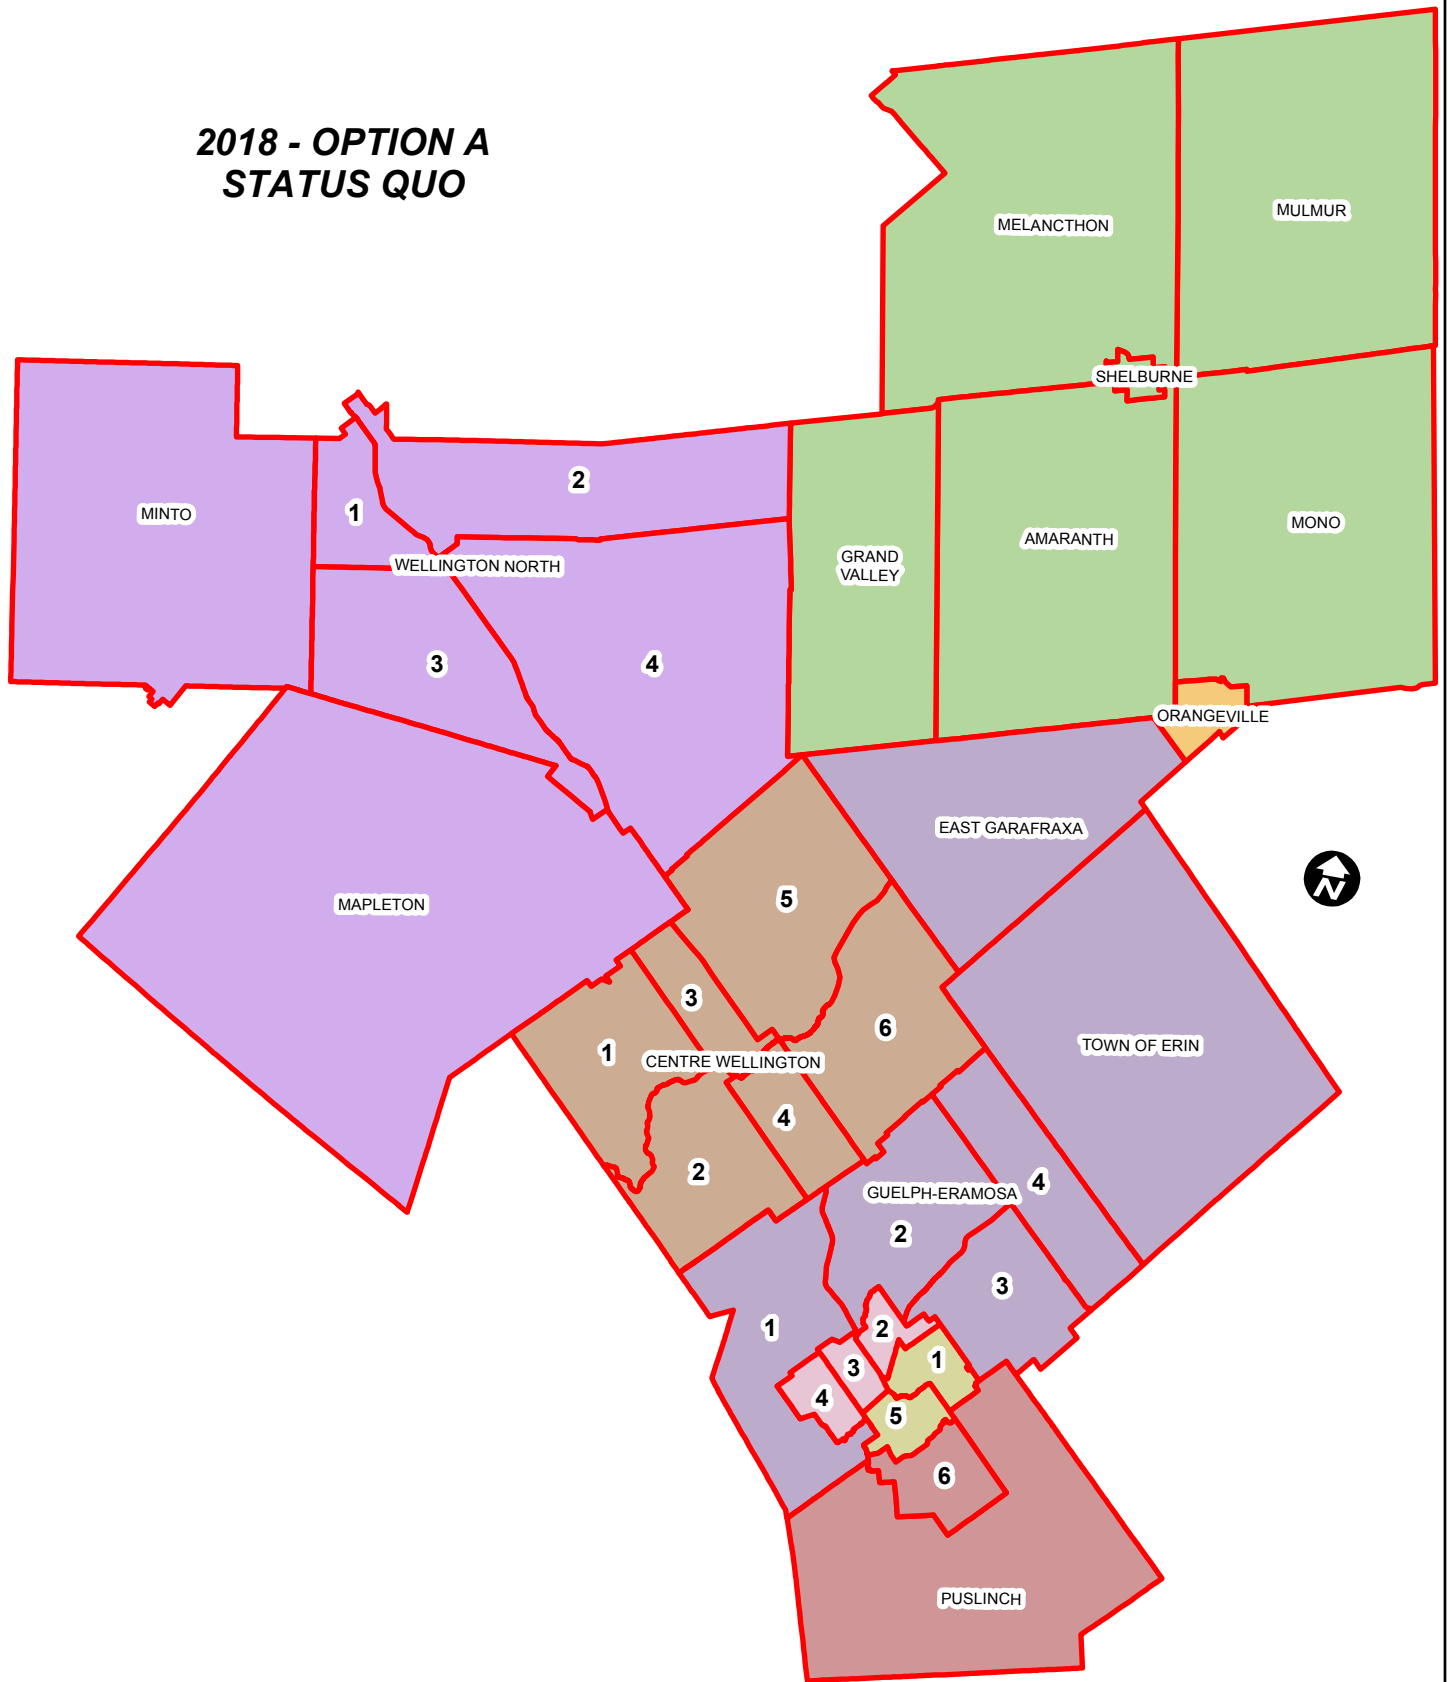 2018 - OPTION A
STATUS QUO
MELANCTHON
MULMUR
SHELBURNE
MINTO
1
2
WELLINGTON NORTH
3
4
GRAND
VALLEY
AMARANTH
MONO
ORANGEVILLE
EAST GARAFRAXA
MAPLETON
N
5
3
6
1
CENTRE WELLINGTON
TOWN OF ERIN
4
2
GUELPH-ERAMOSA
4
2
3
1
2
3
1
4
5
6
PUSLINCH